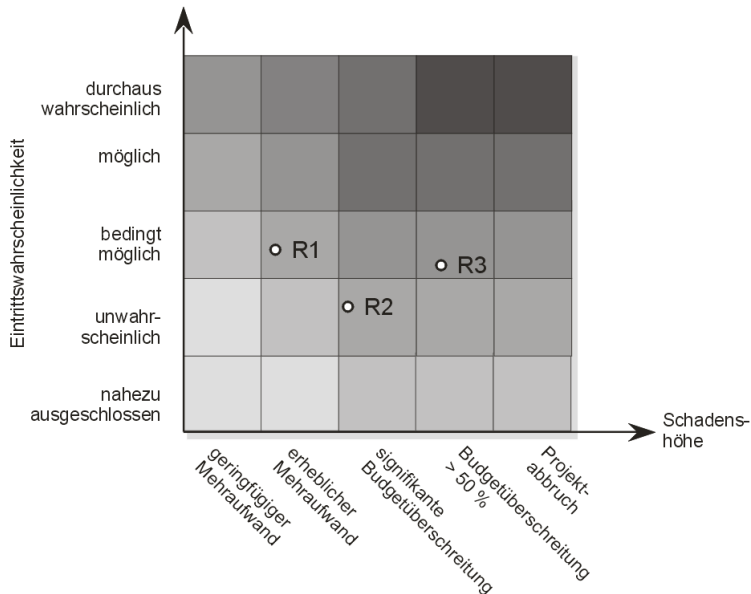 durchaus
wahrscheinlich
möglich
bedingt
möglich
unwahr-
scheinlich
nahezu
ausgeschlossen
Eintrittswahrscheinlichkeit
R1
R3
R2
Schadens-
höhe
geringfügiger
Mehraufwand
erheblicher
Mehraufwand
signifikante
Budgetüberschreitung
Budgetüberschreitung
> 50 %
Projekt-
abbruch